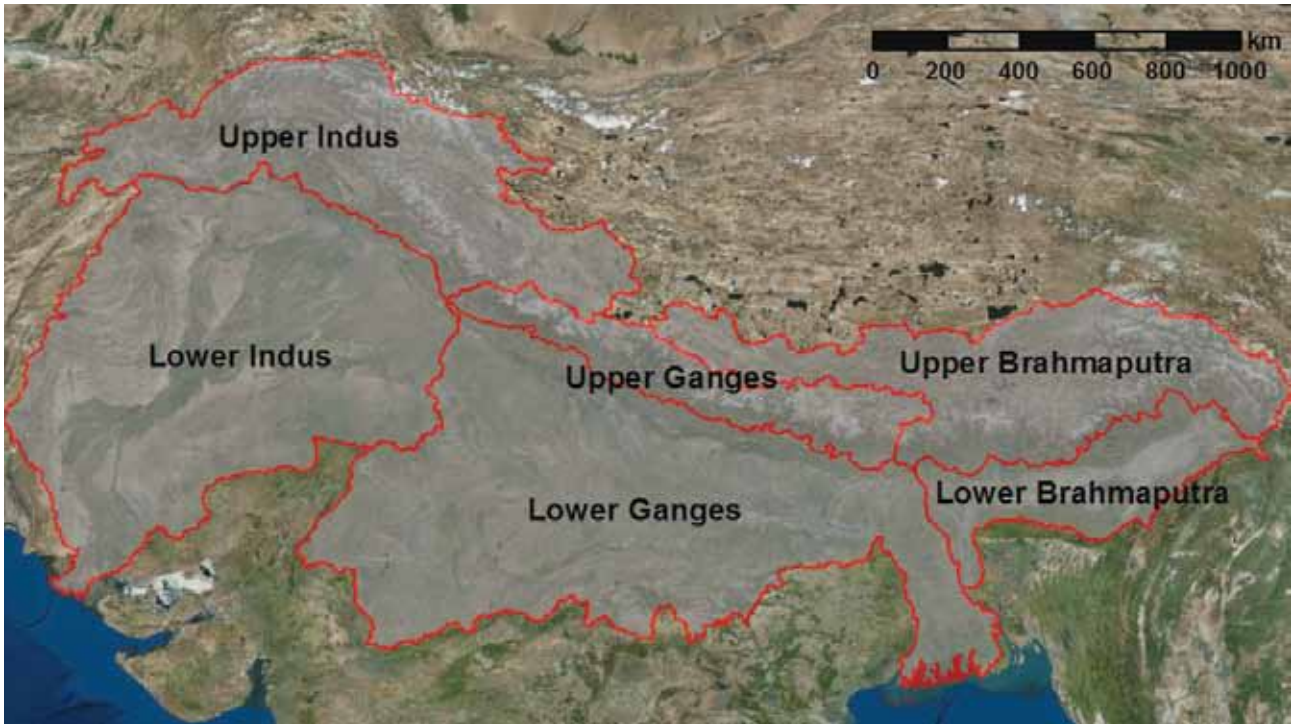 km
0 200 400 600 800 1000
Upper Indus
Lower Indus
Upper Ganges
Upper Brahmaputra
Lower Ganges
Lower Brahmaputra